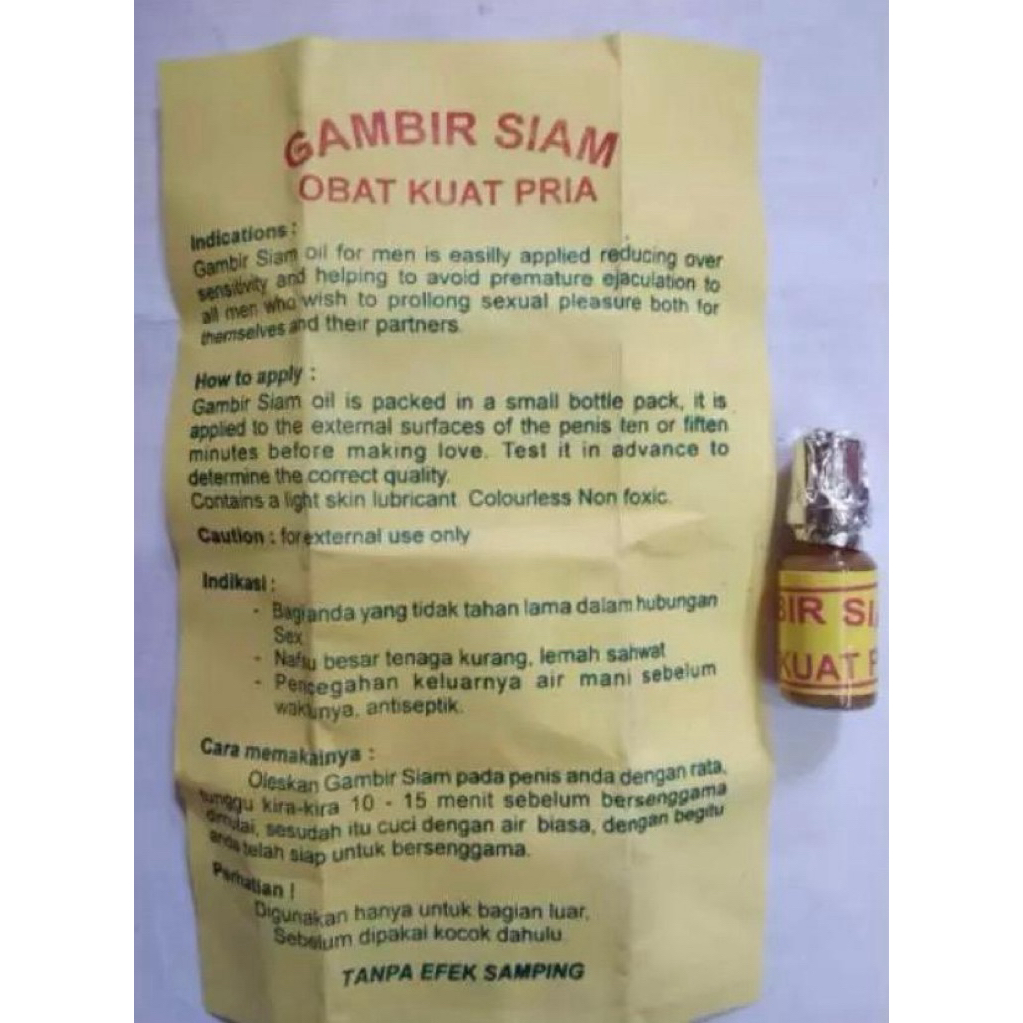 GAMBIR SIAM
OBAT KUAT PRIA
Indications :
Gambir Siam oil for men is easilly applied reducing over
sensitivity and helping to avoid premature ejaculation to
all men who wish to prollong sexual pleasure both for
themselves and their partners.
How to apply :
Gambir Siam oil is packed in a small bottle pack, it is
applied to the external surfaces of the penis ten or fiften
minutes before making love. Test it in advance to
determine the correct quality.
Contains a light skin lubricant. Colourless Non foxic.
Caution : for external use only
Indikasi :
- Bagi anda yang tidak tahan lama dalam hubungan
Sex
- Nafsu besar tenaga kurang, lemah sahwat
- Pencegahan keluarnya air mani sebelum
waktunya, antiseptik.
Cara memakainya :
Oleskan Gambir Siam pada penis anda dengan rata,
tunggu kira-kira 10 - 15 menit sebelum bersenggama
dimulai, sesudah itu cuci dengan air biasa, dengan begitu
anda telah siap untuk bersenggama.
Perhatian !
Digunakan hanya untuk bagian luar,
Sebelum dipakai kocok dahulu
TANPA EFEK SAMPING
BIR SIA
KUAT P